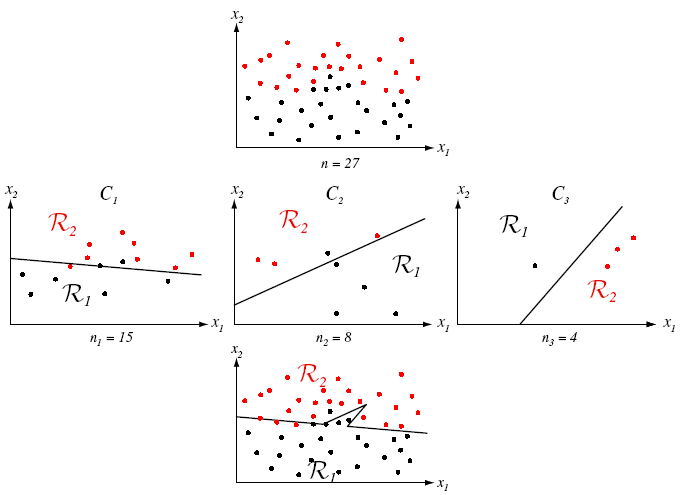 x2
x1
n = 27
x2
C1
R2
R1
x1
n1 = 15
x2
C2
R2
R1
x1
n2 = 8
x2
C3
R1
R2
x1
n3 = 4
x2
R2
R1
x1